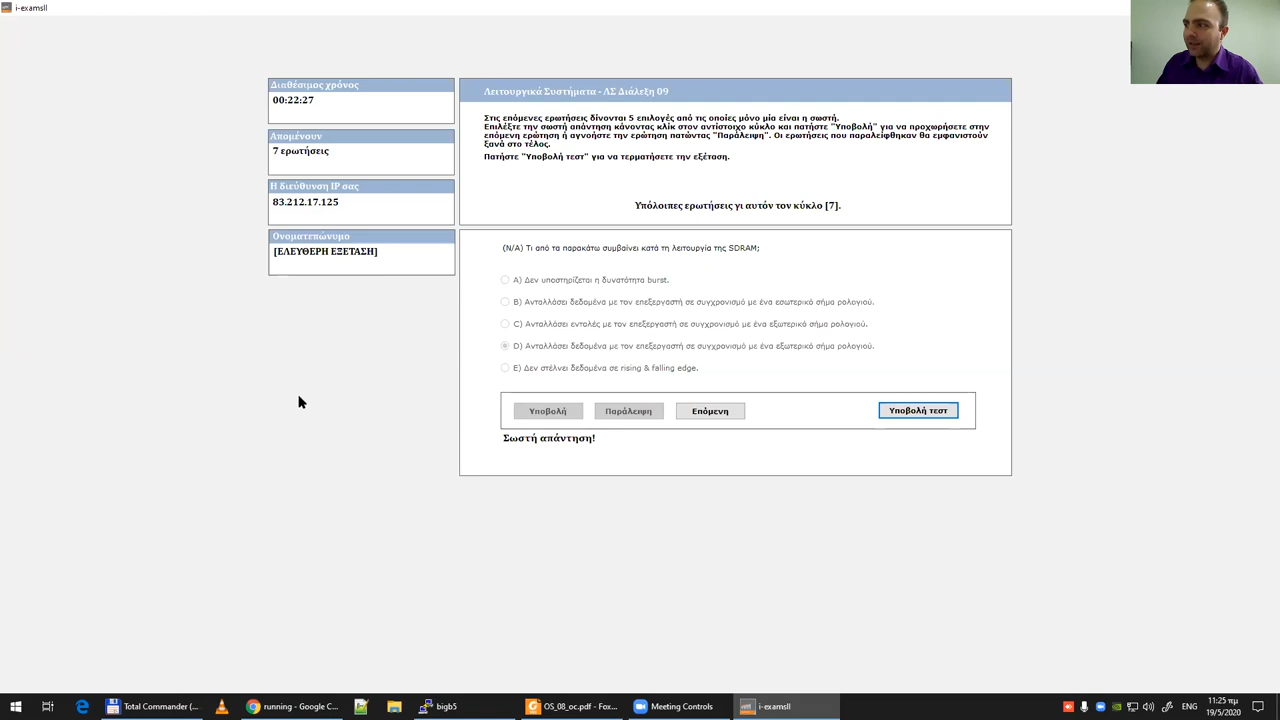 i-examsll
Διαθέσιμος χρόνος
00:22:27
Απομένουν
7 ερωτήσεις
Η διεύθυνση IP σας
83.212.17.125
Ονοματεπώνυμο
[ΕΛΕΥΘΕΡΗ ΕΞΕΤΑΣΗ]
Λειτουργικά Συστήματα - ΛΣ Διάλεξη 09
Στις επόμενες ερωτήσεις δίνονται 5 επιλογές από τις οποίες μόνο μία είναι η σωστή.
Επιλέξτε την σωστή απάντηση κάνοντας κλίκ στον αντίστοιχο κύκλο και πατήστε "Υποβολή" για να προχωρήσετε στην
επόμενη ερώτηση ή αγνοήστε την ερώτηση πατώντας "Παράλειψη". Οι ερωτήσεις που παραλείφθηκαν θα εμφανιστούν
ξανά στο τέλος.
Πατήστε "Υποβολή τεστ" για να τερματήσετε την εξέταση.
Υπόλοιπες ερωτήσεις γι αυτόν τον κύκλο [7].
(N/A) Τι από τα παρακάτω συμβαίνει κατά τη λειτουργία της SDRAM;
A) Δεν υποστηρίζεται η δυνατότητα burst.
B) Ανταλλάσει δεδομένα με τον επεξεργαστή σε συγχρονισμό με ένα εσωτερικό σήμα ρολογιού.
C) Ανταλλάσει εντολές με τον επεξεργαστή σε συγχρονισμό με ένα εξωτερικό σήμα ρολογιού.
D) Ανταλλάσει δεδομένα με τον επεξεργαστή σε συγχρονισμό με ένα εξωτερικό σήμα ρολογιού.
E) Δεν στέλνει δεδομένα σε rising & falling edge.
Υποβολή Παράλειψη Επόμενη Υποβολή τεστ
Σωστή απάντηση!
Total Commander (... running - Google C... bigb5 OS_08_oc.pdf - Fox... Meeting Controls i-examsll ENG 11:25 πμ
19/5/2020